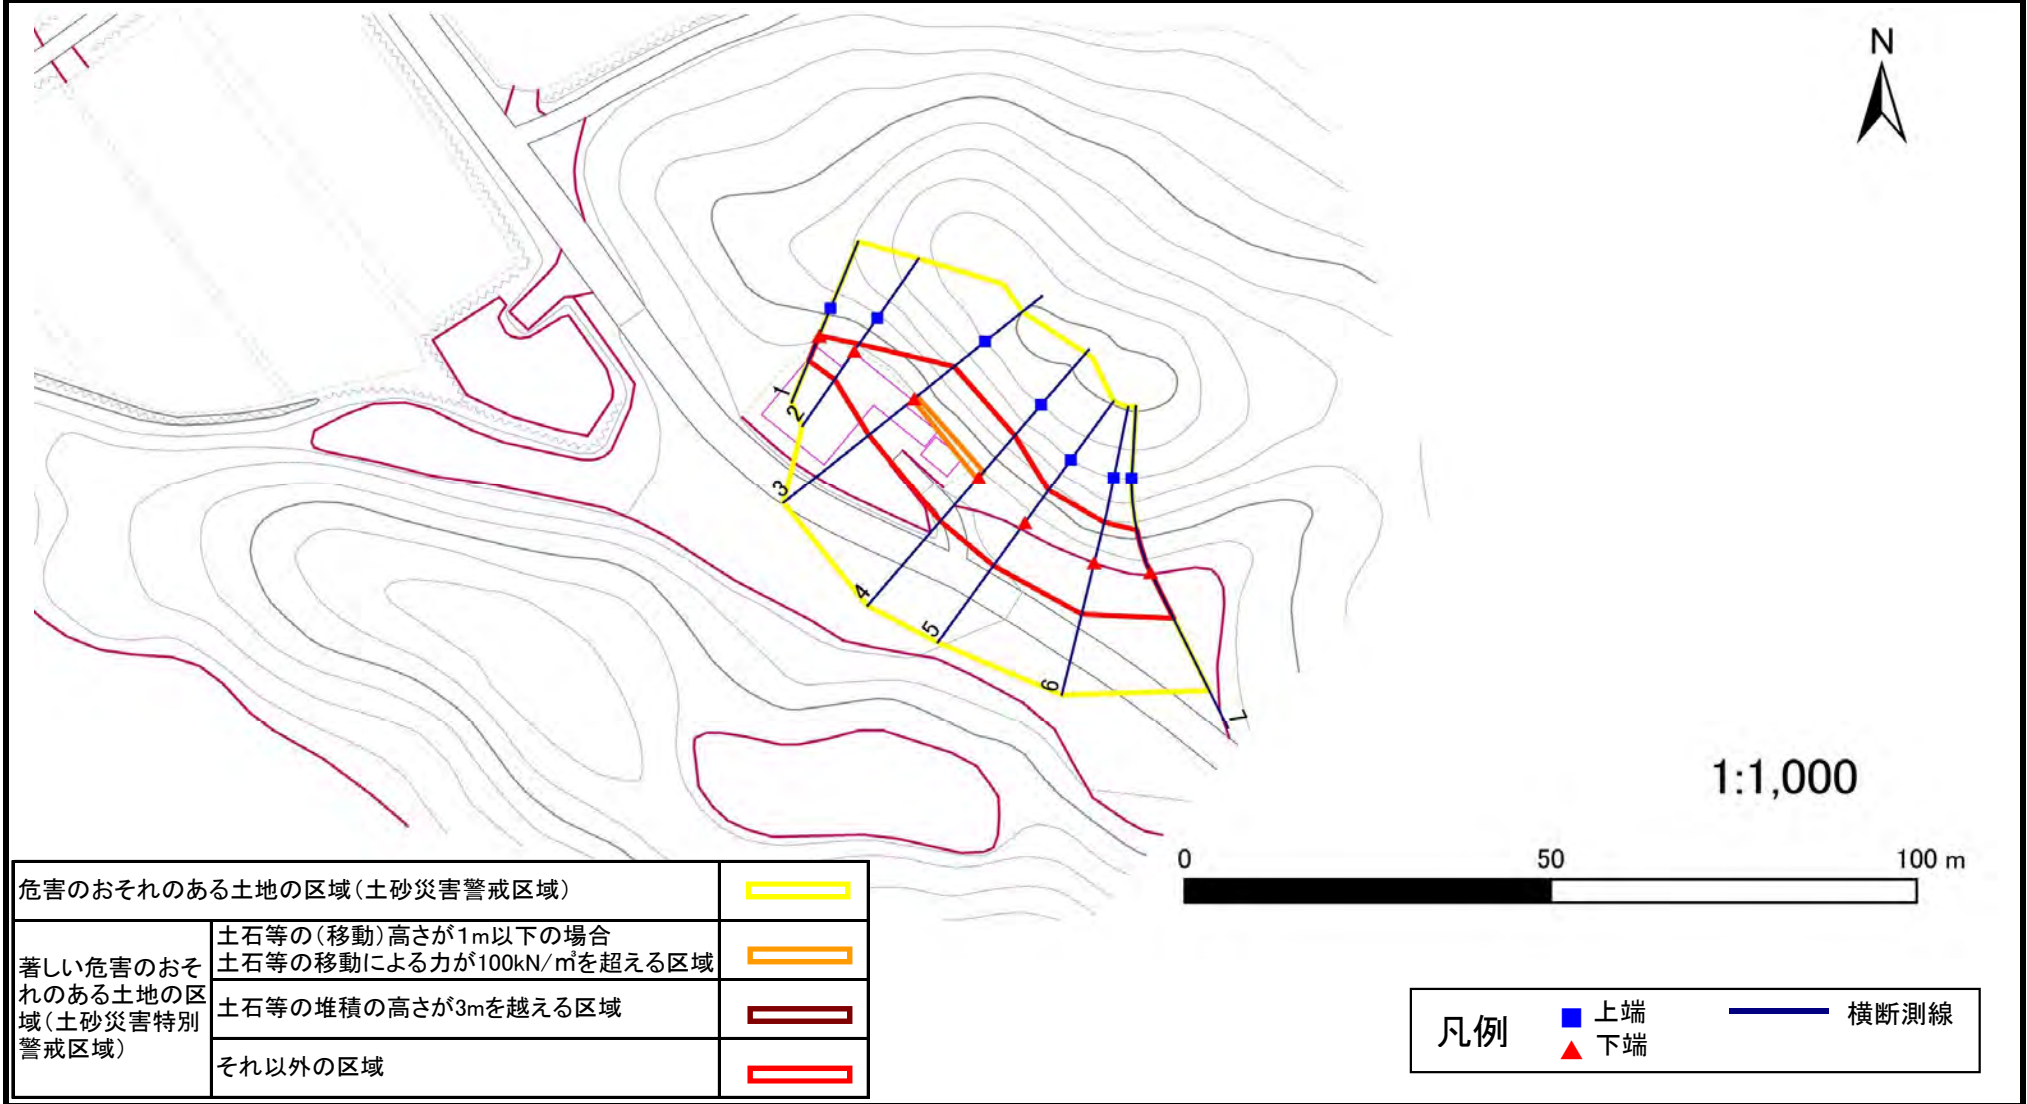 N
1
2
3
4
5
6
7
1:1,000
0 50 100 m
危害のおそれのある土地の区域(土砂災害警戒区域)
著しい危害のおそ
れのある土地の区
域(土砂災害特別
警戒区域)
土石等の(移動)高さが1m以下の場合
土石等の移動による力が100kN/㎡を超える区域
土石等の堆積の高さが3mを越える区域
それ以外の区域
凡例
上端
下端
横断測線